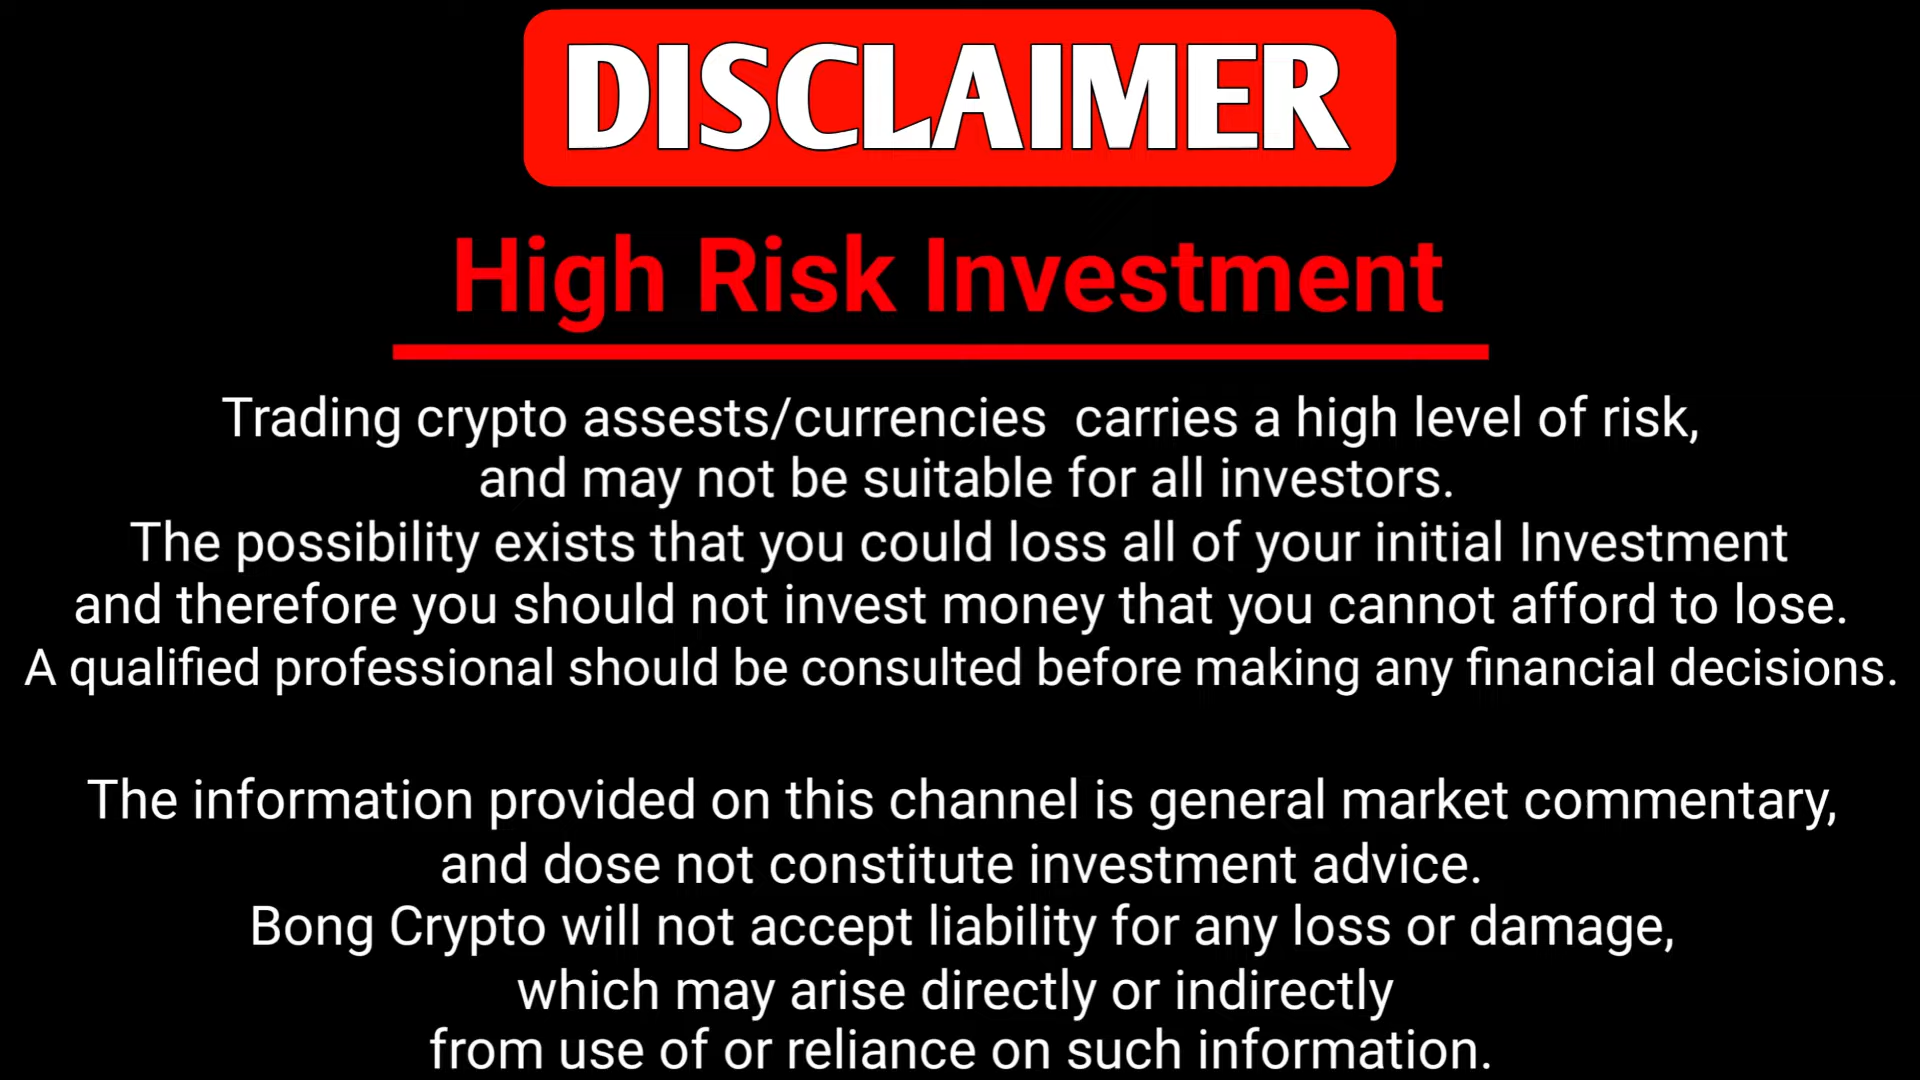 DISCLAIMER
High Risk Investment
Trading crypto assests/currencies  carries a high level of risk,
and may not be suitable for all investors.
The possibility exists that you could loss all of your initial Investment
and therefore you should not invest money that you cannot afford to lose.
A qualified professional should be consulted before making any financial decisions.
The information provided on this channel is general market commentary,
and dose not constitute investment advice.
Bong Crypto will not accept liability for any loss or damage,
which may arise directly or indirectly
from use of or reliance on such information.